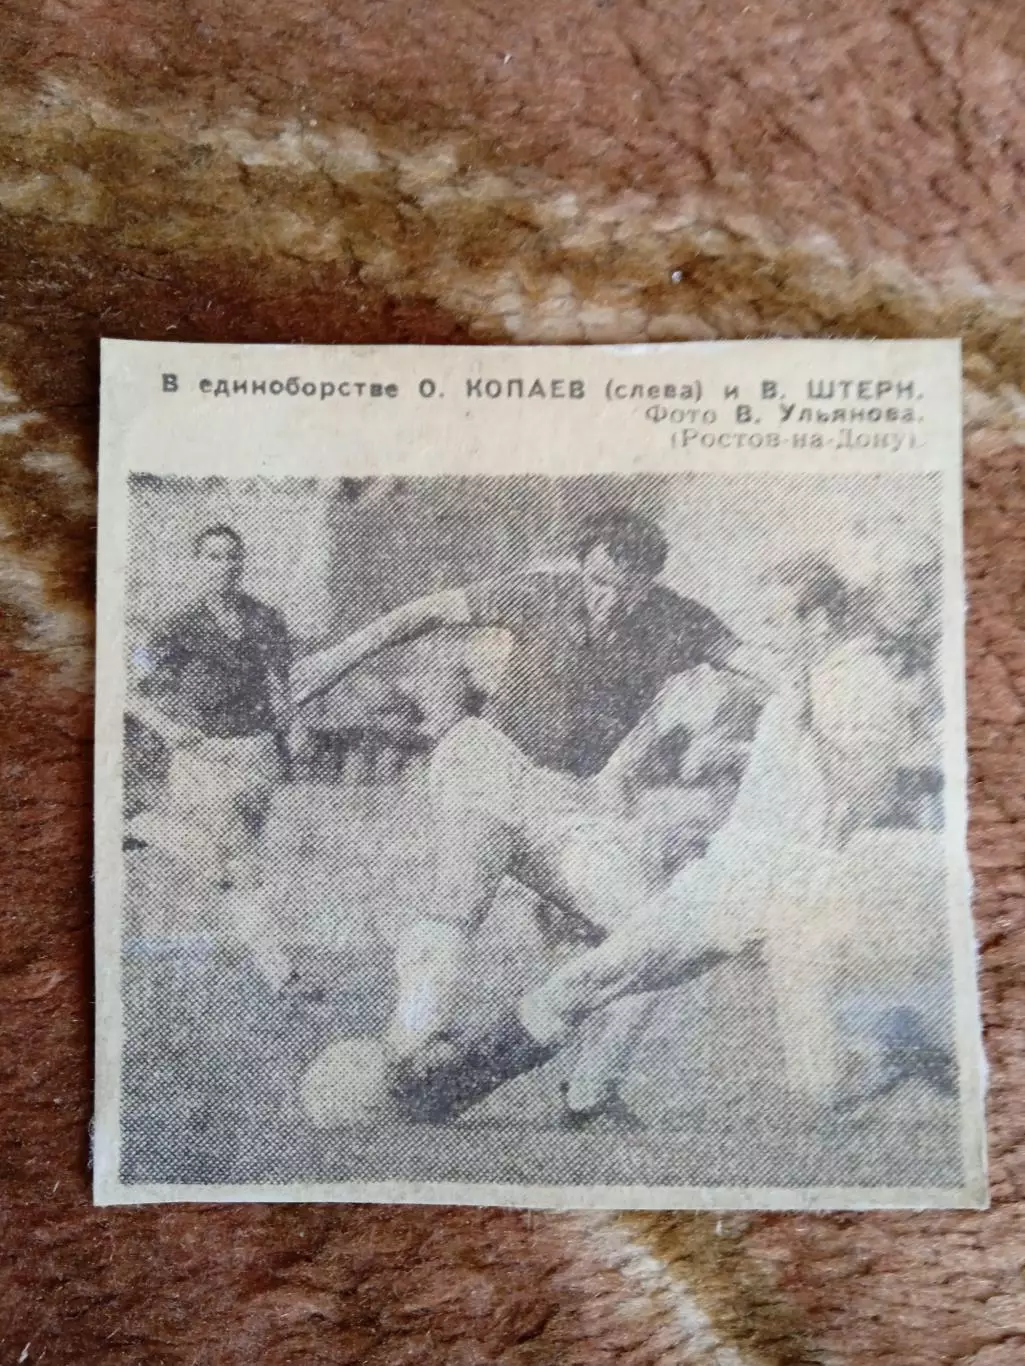 В единоборстве О. КОПАЕВ (слева) и В. ШТЕРН.
Фото В. Ульянова.
(Ростов-на-Дону).